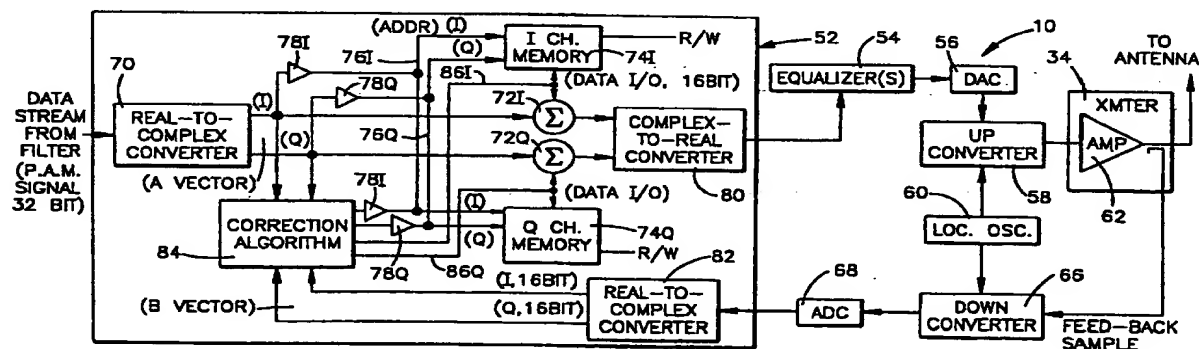 DATA
STREAM
FROM
FILTER
(P.A.M.
SIGNAL
32 BIT)
70
REAL-TO-
COMPLEX
CONVERTER
(I)
(Q)
(A VECTOR)
78I
78Q
(ADDR) (I)
76I
(Q)
86I
76Q
I CH.
MEMORY
74I
R/W
(DATA I/O, 16BIT)
72I
Σ
72Q
Σ
(DATA I/O)
COMPLEX-
TO-REAL
CONVERTER
80
CORRECTION
ALGORITHM
84
78I
78Q
86Q
(I)
(Q)
Q CH.
MEMORY
74Q
R/W
(B VECTOR)
(I,16BIT)
(Q,16BIT)
82
REAL-TO-
COMPLEX
CONVERTER
52
54
EQUALIZER(S)
56
DAC
10
UP
CONVERTER
58
60
LOC. OSC.
34
XMTER
AMP
62
TO
ANTENNA
68
ADC
66
DOWN
CONVERTER
FEED-BACK
SAMPLE